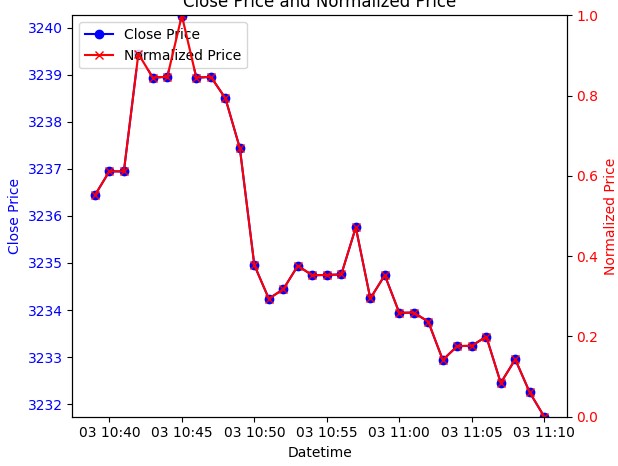 Close Price and Normalized Price
Close Price
Normalized Price
3240
3239
3238
3237
3236
3235
3234
3233
3232
Close Price
1.0
0.8
0.6
0.4
0.2
0.0
Normalized Price
03 10:40 03 10:45 03 10:50 03 10:55 03 11:00 03 11:05 03 11:10
Datetime